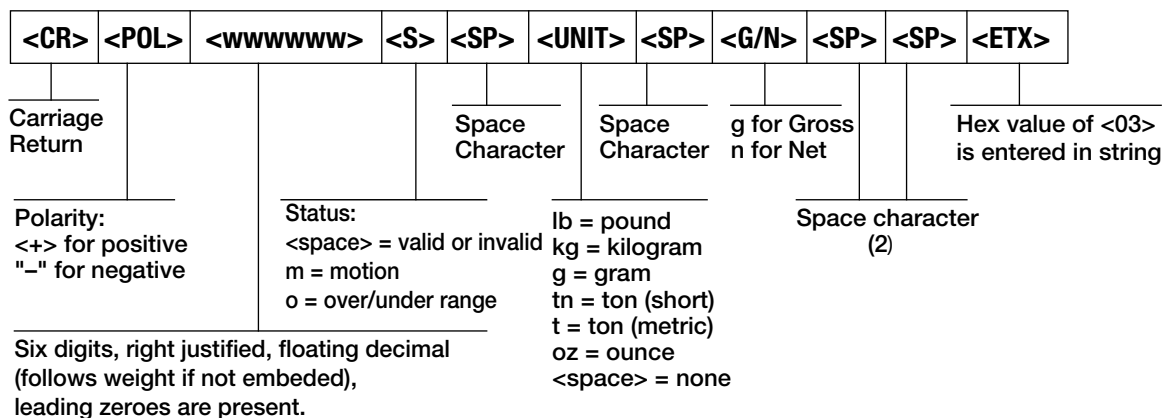 <CR> <POL> <wwwwww> <S> <SP> <UNIT> <SP> <G/N> <SP> <SP> <ETX>
Carriage
Return
Space
Character
Space
Character
g for Gross
n for Net
Hex value of <03>
is entered in string
Polarity:
<+> for positive
"–" for negative
Status:
<space> = valid or invalid
m = motion
o = over/under range
lb = pound
kg = kilogram
g = gram
tn = ton (short)
t = ton (metric)
oz = ounce
<space> = none
Space character
(2)
Six digits, right justified, floating decimal
(follows weight if not embeded),
leading zeroes are present.